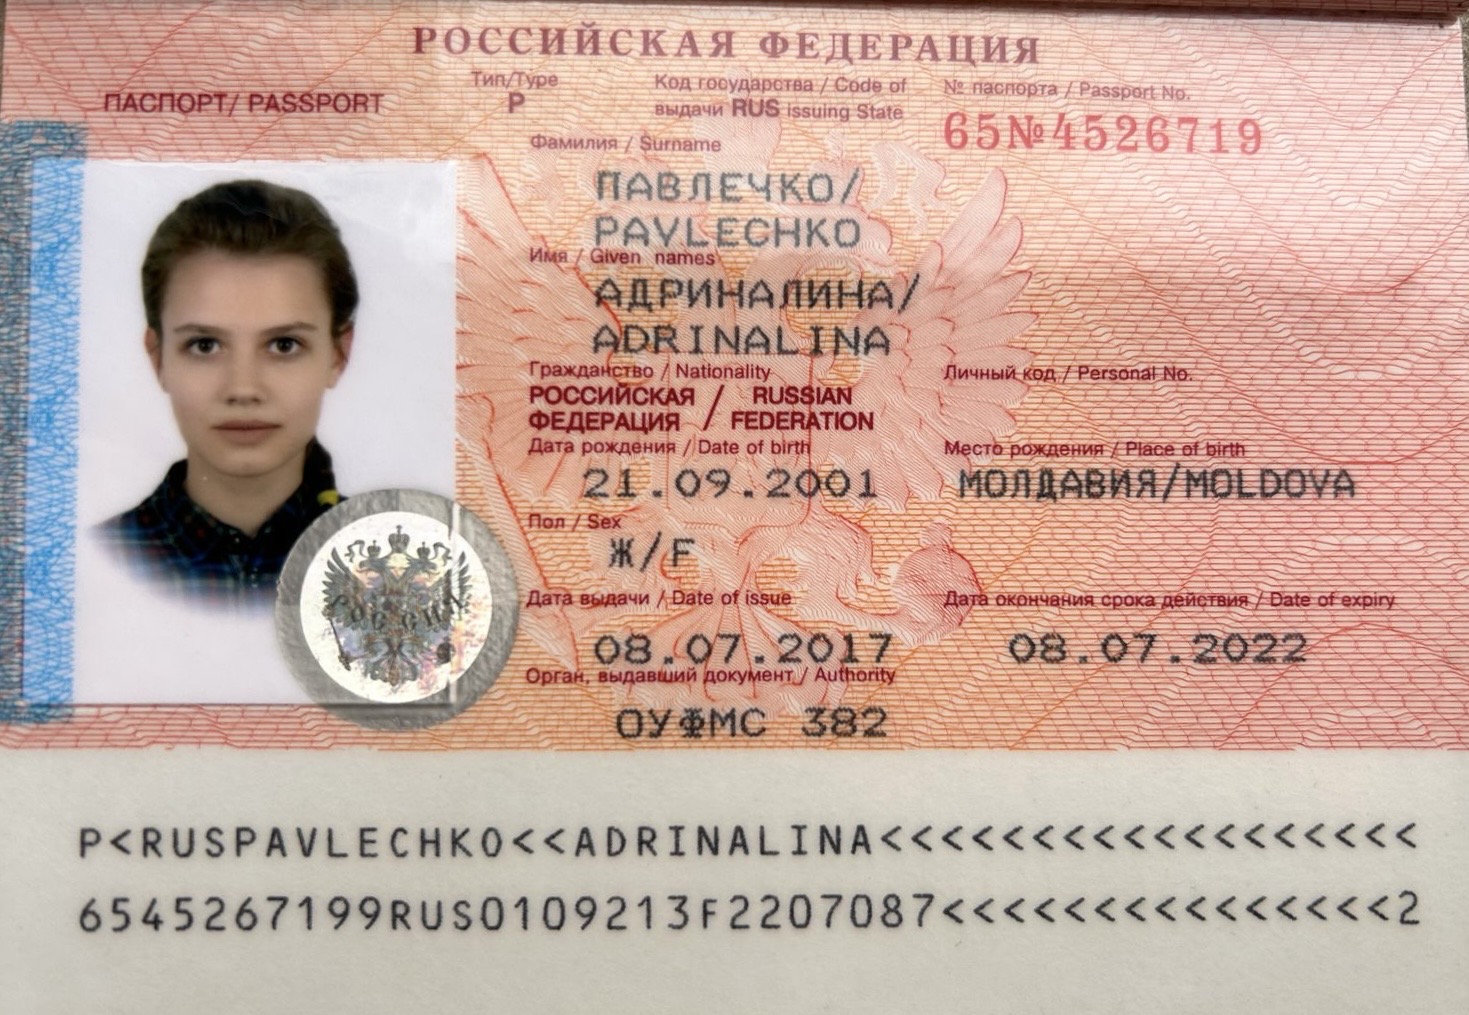 РОССИЙСКАЯ ФЕДЕРАЦИЯ
ПАСПОРТ/ PASSPORT
Тип/Type
P
Код государства / Code of
выдачи RUS issuing State
№ паспорта / Passport No.
65№4526719
Фамилия / Surname
ПАВЛЕЧКО/
PAVLECHKO
Имя / Given names
АДРИНАЛИНА/
ADRINALINA
Гражданство / Nationality
РОССИЙСКАЯ / RUSSIAN
ФЕДЕРАЦИЯ / FEDERATION
Личный код / Personal No.
Дата рождения / Date of birth
21.09.2001
Место рождения / Place of birth
МОЛДАВИЯ/MOLDOVA
Пол / Sex
Ж/F
Дата выдачи / Date of issue
08.07.2017
Дата окончания срока действия / Date of expiry
08.07.2022
Орган, выдавший документ / Authority
ОУФМС 382
P<RUSPAVLECHKO<<ADRINALINA<<<<<<<<<<<<<<<<<<
6545267199RUS0109213F2207087<<<<<<<<<<<<<<<2